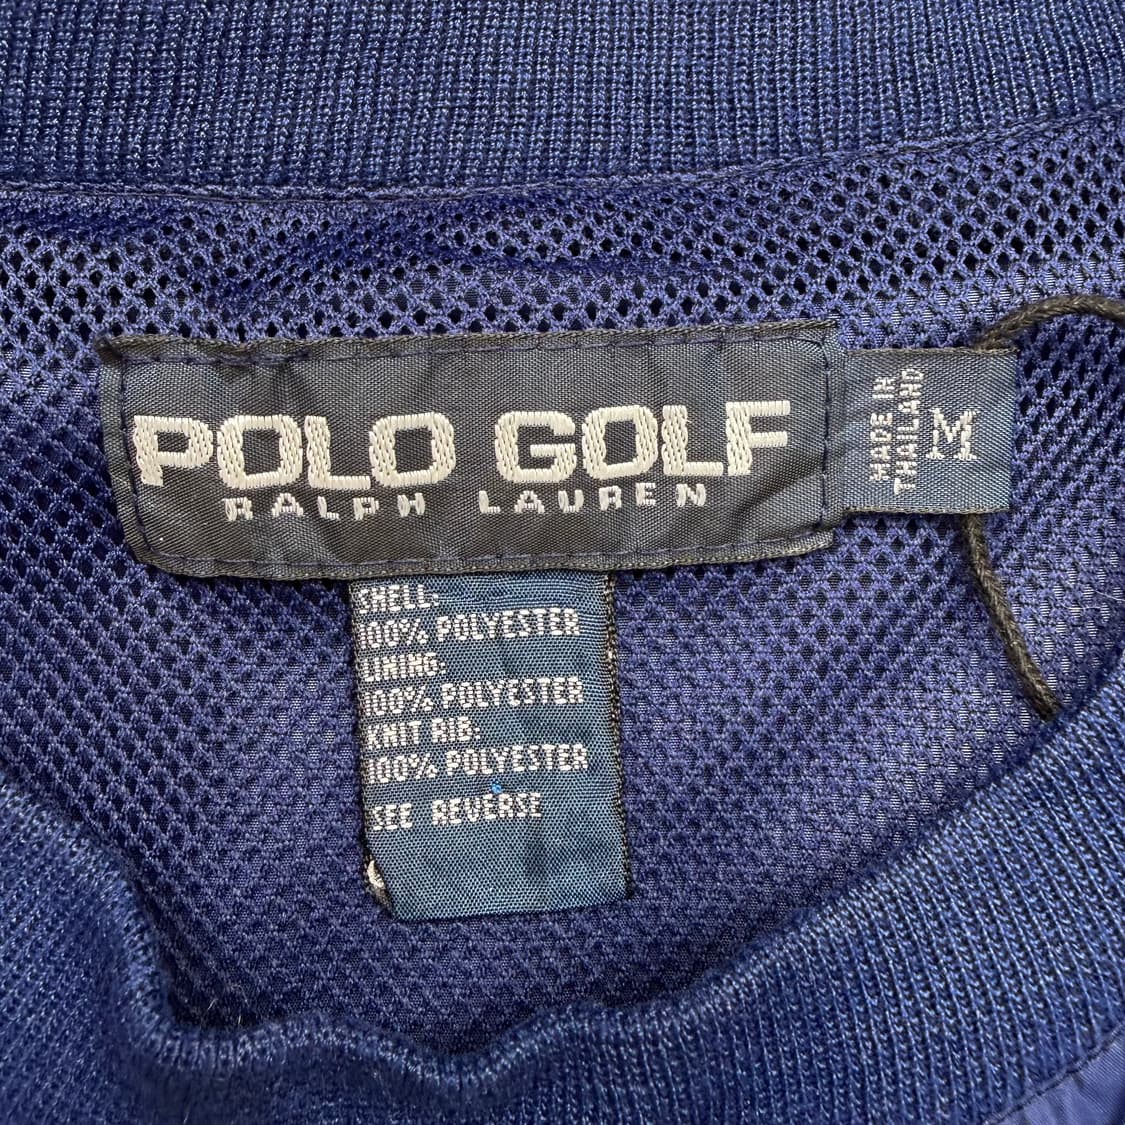 POLO GOLF
RALPH LAUREN
MADE IN
THAILAND
M
SHELL:
100% POLYESTER
LINING:
100% POLYESTER
KNIT RIB:
100% POLYESTER
SEE REVERSE